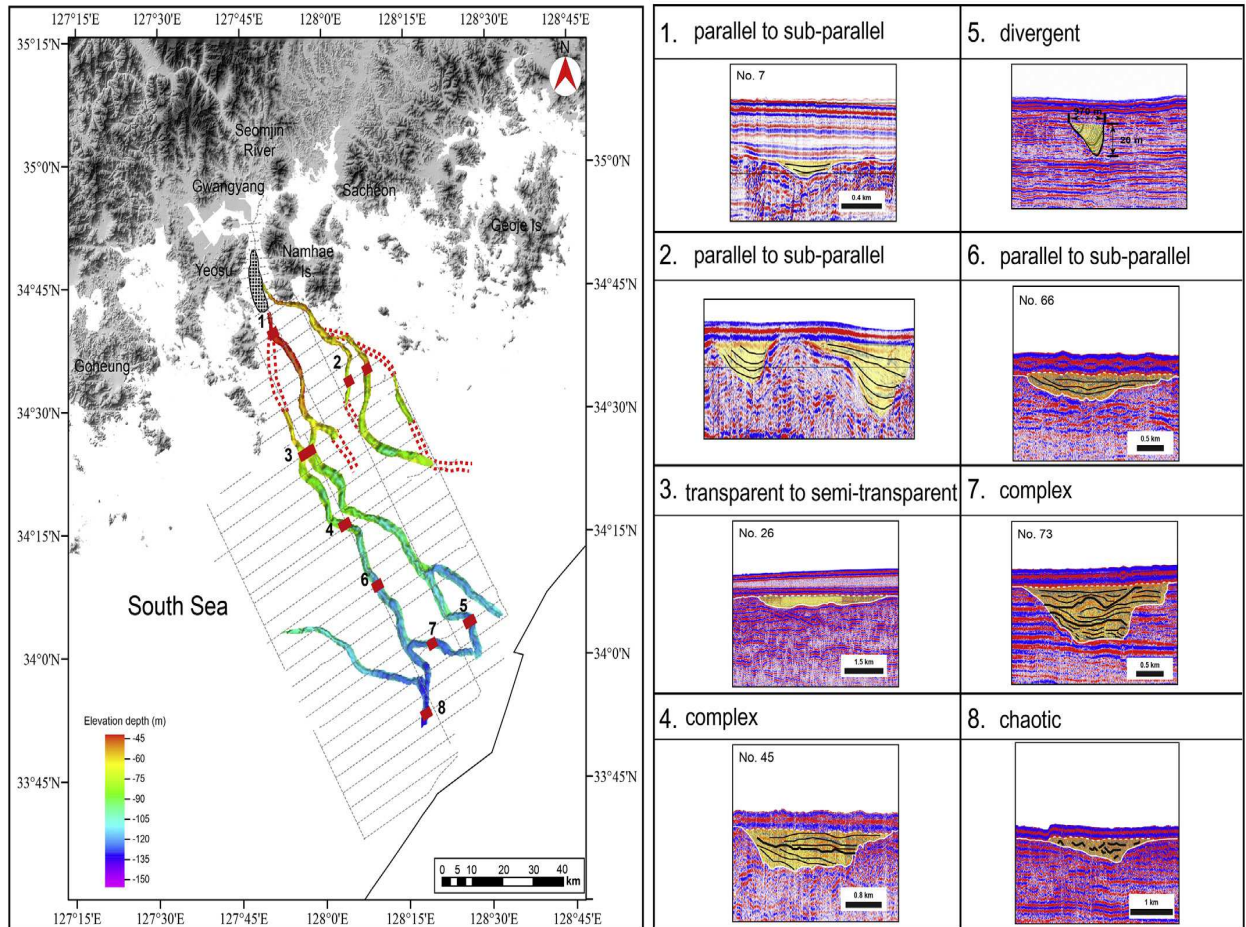 127°15'E 127°30'E 127°45'E 128°0'E 128°15'E 128°30'E 128°45'E
35°15'N
N
Seomjin
River
35°0'N 35°0'N
Gwangyang
Sacheon
Geoje Is.
Namhae
Is.
Yeosu
34°45'N 34°45'N
1
Goheung
2
34°30'N 34°30'N
3
34°15'N 34°15'N
4
6
South Sea
5
7
34°0'N 34°0'N
8
Elevation depth (m)
-45
-60
-75
-90
-105
-120
-135
-150
33°45'N 33°45'N
0 5 10 20 30 40
km
127°15'E 127°30'E 127°45'E 128°0'E 128°15'E 128°30'E 128°45'E
1. parallel to sub-parallel
No. 7
0.4 km
2. parallel to sub-parallel
3. transparent to semi-transparent
No. 26
1.5 km
4. complex
No. 45
0.8 km
5. divergent
20 m
6. parallel to sub-parallel
No. 66
0.5 km
7. complex
No. 73
0.5 km
8. chaotic
1 km